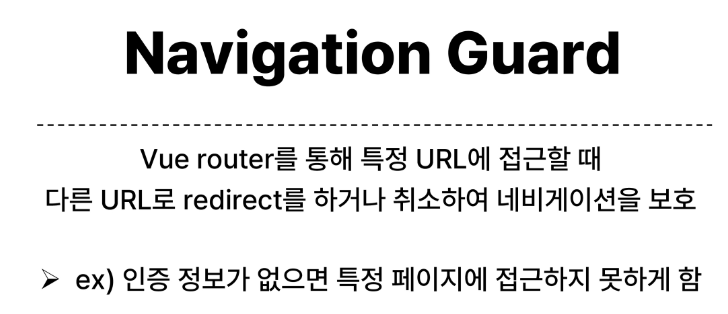 Navigation Guard
Vue router를 통해 특정 URL에 접근할 때
다른 URL로 redirect를 하거나 취소하여 네비게이션을 보호
➢ ex) 인증 정보가 없으면 특정 페이지에 접근하지 못하게 함